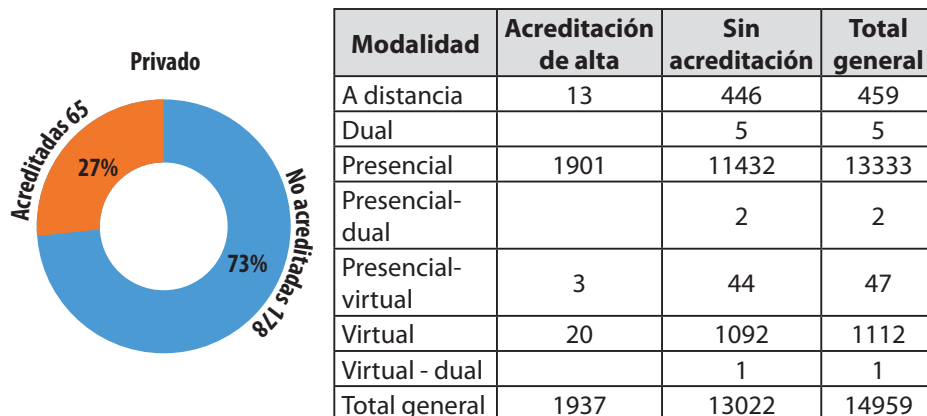 Privado
Acreditadas 65
27%
73%
No acreditadas 178
Modalidad Acreditación de alta Sin acreditación Total general
A distancia 13 446 459
Dual 5 5
Presencial 1901 11432 13333
Presencial-
dual 2 2
Presencial-
virtual 3 44 47
Virtual 20 1092 1112
Virtual - dual 1 1
Total general 1937 13022 14959